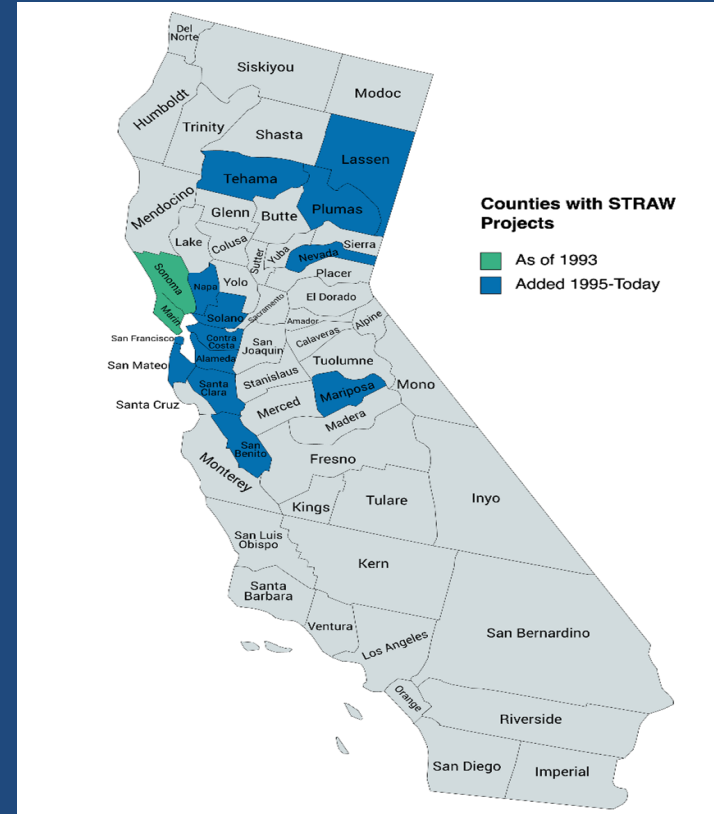 Del
Norte
Siskiyou
Modoc
Humboldt
Trinity
Shasta
Lassen
Tehama
Plumas
Mendocino
Glenn
Butte
Lake
Colusa
Sutter
Yuba
Sierra
Nevada
Placer
Counties with STRAW
Projects
As of 1993
Added 1995-Today
Sonoma
Napa
Yolo
El Dorado
Marin
Solano
Sacramento
Amador
Alpine
San Francisco
Contra
Costa
San
Joaquin
Calaveras
Tuolumne
San Mateo
Alameda
Stanislaus
Mono
Santa
Clara
Mariposa
Santa Cruz
Merced
Madera
San
Benito
Monterey
Fresno
Kings
Tulare
Inyo
San Luis
Obispo
Kern
Santa
Barbara
Ventura
Los Angeles
San Bernardino
Orange
Riverside
San Diego
Imperial